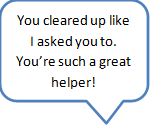 You cleared up like
I asked you to.
You're such a great
helper!